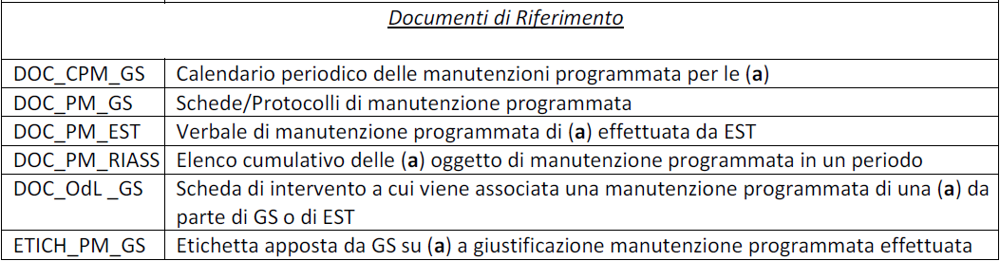 Documenti di Riferimento
DOC_CPM_GS Calendario periodico delle manutenzioni programmata per le (a)
DOC_PM_GS Schede/Protocolli di manutenzione programmata
DOC_PM_EST Verbale di manutenzione programmata di (a) effettuata da EST
DOC_PM_RIASS Elenco cumulativo delle (a) oggetto di manutenzione programmata in un periodo
DOC_OdL _GS Scheda di intervento a cui viene associata una manutenzione programmata di una (a) da
parte di GS o di EST
ETICH_PM_GS Etichetta apposta da GS su (a) a giustificazione manutenzione programmata effettuata